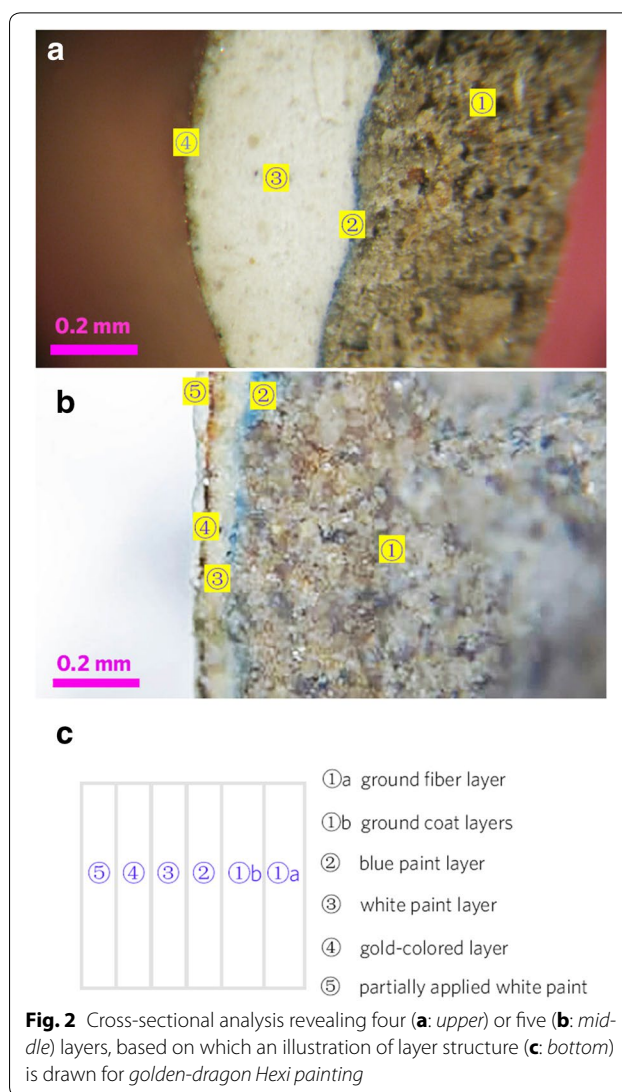 a
①
④
③
②
0.2 mm
b
⑤
②
④
①
③
0.2 mm
c
①a ground fiber layer
①b ground coat layers
⑤ ④ ③ ② ①b ①a
② blue paint layer
③ white paint layer
④ gold-colored layer
⑤ partially applied white paint
Fig. 2 Cross-sectional analysis revealing four (a: upper) or five (b: mid-
dle) layers, based on which an illustration of layer structure (c: bottom)
is drawn for golden-dragon Hexi painting